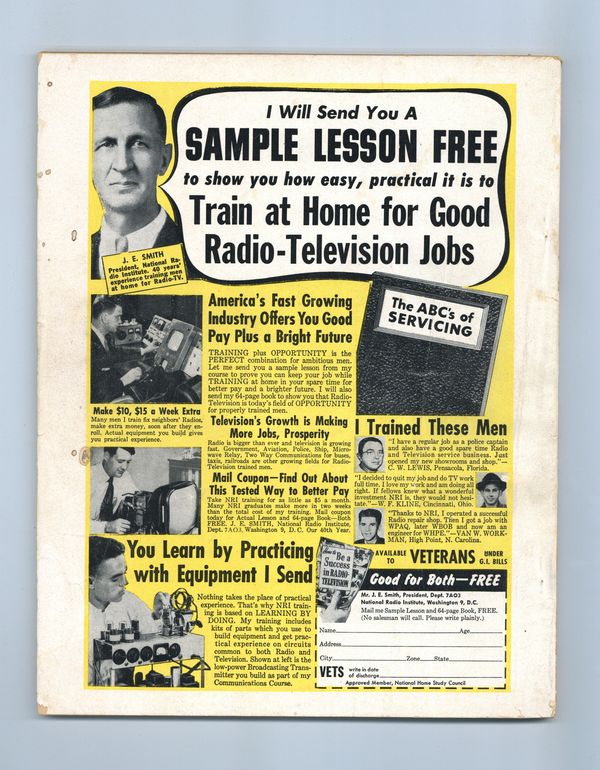 I Will Send You A
SAMPLE LESSON FREE
to show you how easy, practical it is to
Train at Home for Good
Radio-Television Jobs
J. E. SMITH
President, National Ra-
dio Institute. 40 years'
experience training men
at home for Radio-TV.
America's Fast Growing
Industry Offers You Good
Pay Plus a Bright Future
TRAINING plus OPPORTUNITY is the
PERFECT combination for ambitious men.
Let me send you a sample lesson from my
course to prove you can keep your job while
TRAINING at home in your spare time for
better pay and a brighter future. I will also
send my 64-page book to show you that Radio-
Television is today's field of OPPORTUNITY
for properly trained men.
The ABC's of
SERVICING
Make $10, $15 a Week Extra
Many men I train fix neighbors' Radios,
make extra money, soon after they en-
roll. Actual equipment you build gives
you practical experience.
Television's Growth is Making
More Jobs, Prosperity
Radio is bigger than ever and television is growing
fast. Government, Aviation, Police, Ship, Micro-
wave Relay, Two Way Communications for buses,
taxis, railroads are other growing fields for Radio-
Television trained men.
Mail Coupon—Find Out About
This Tested Way to Better Pay
Take NRI training for as little as $5 a month.
Many NRI graduates make more in two weeks
than the total cost of my training. Mail coupon
today for Actual Lesson and 64-page Book—Both
FREE. J. E. SMITH, National Radio Institute,
Dept. 7AO3, Washington 9, D. C. Our 40th Year.
I Trained These Men
"I have a regular job as a police captain
and also have a good spare time Radio
and Television service business. Just
opened my new showrooms and shop."—
C. W. LEWIS, Pensacola, Florida.
"I decided to quit my job and do TV work
full time. I love my work and am doing all
right. If fellows knew what a wonderful
investment NRI is, they would not hesi-
tate."—W. F. KLINE, Cincinnati, Ohio.
"Thanks to NRI, I operated a successful
Radio repair shop. Then I got a job with
WPAQ, later WBOB and now am an
engineer for WHPE."—VAN W. WORK-
MAN, High Point, N. Carolina.
AVAILABLE TO VETERANS UNDER G.I. BILLS
You Learn by Practicing
with Equipment I Send
Nothing takes the place of practical
experience. That's why NRI train-
ing is based on LEARNING BY
DOING. My training includes
kits of parts which you use to
build equipment and get prac-
tical experience on circuits
common to both Radio and
Television. Shown at left is the
low-power Broadcasting Trans-
mitter you build as part of my
Communications Course.
How to Be a
Success
in RADIO-
TELEVISION
Good for Both—FREE
Mr. J. E. Smith, President, Dept. 7AO3
National Radio Institute, Washington 9, D.C.
Mail me Sample Lesson and 64-page Book, FREE.
(No salesman will call. Please write plainly.)
Name Age
Address
City Zone State
VETS write in date
of discharge
Approved Member, National Home Study Council